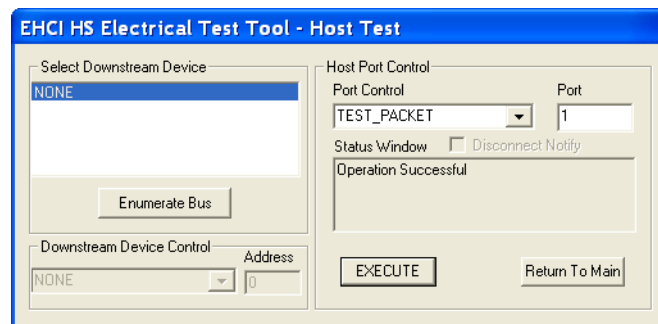 EHCI HS Electrical Test Tool - Host Test
Select Downstream Device
NONE
Enumerate Bus
Downstream Device Control
Address
NONE
0
Host Port Control
Port Control
Port
TEST_PACKET
1
Status Window
Disconnect Notify
Operation Successful
EXECUTE
Return To Main